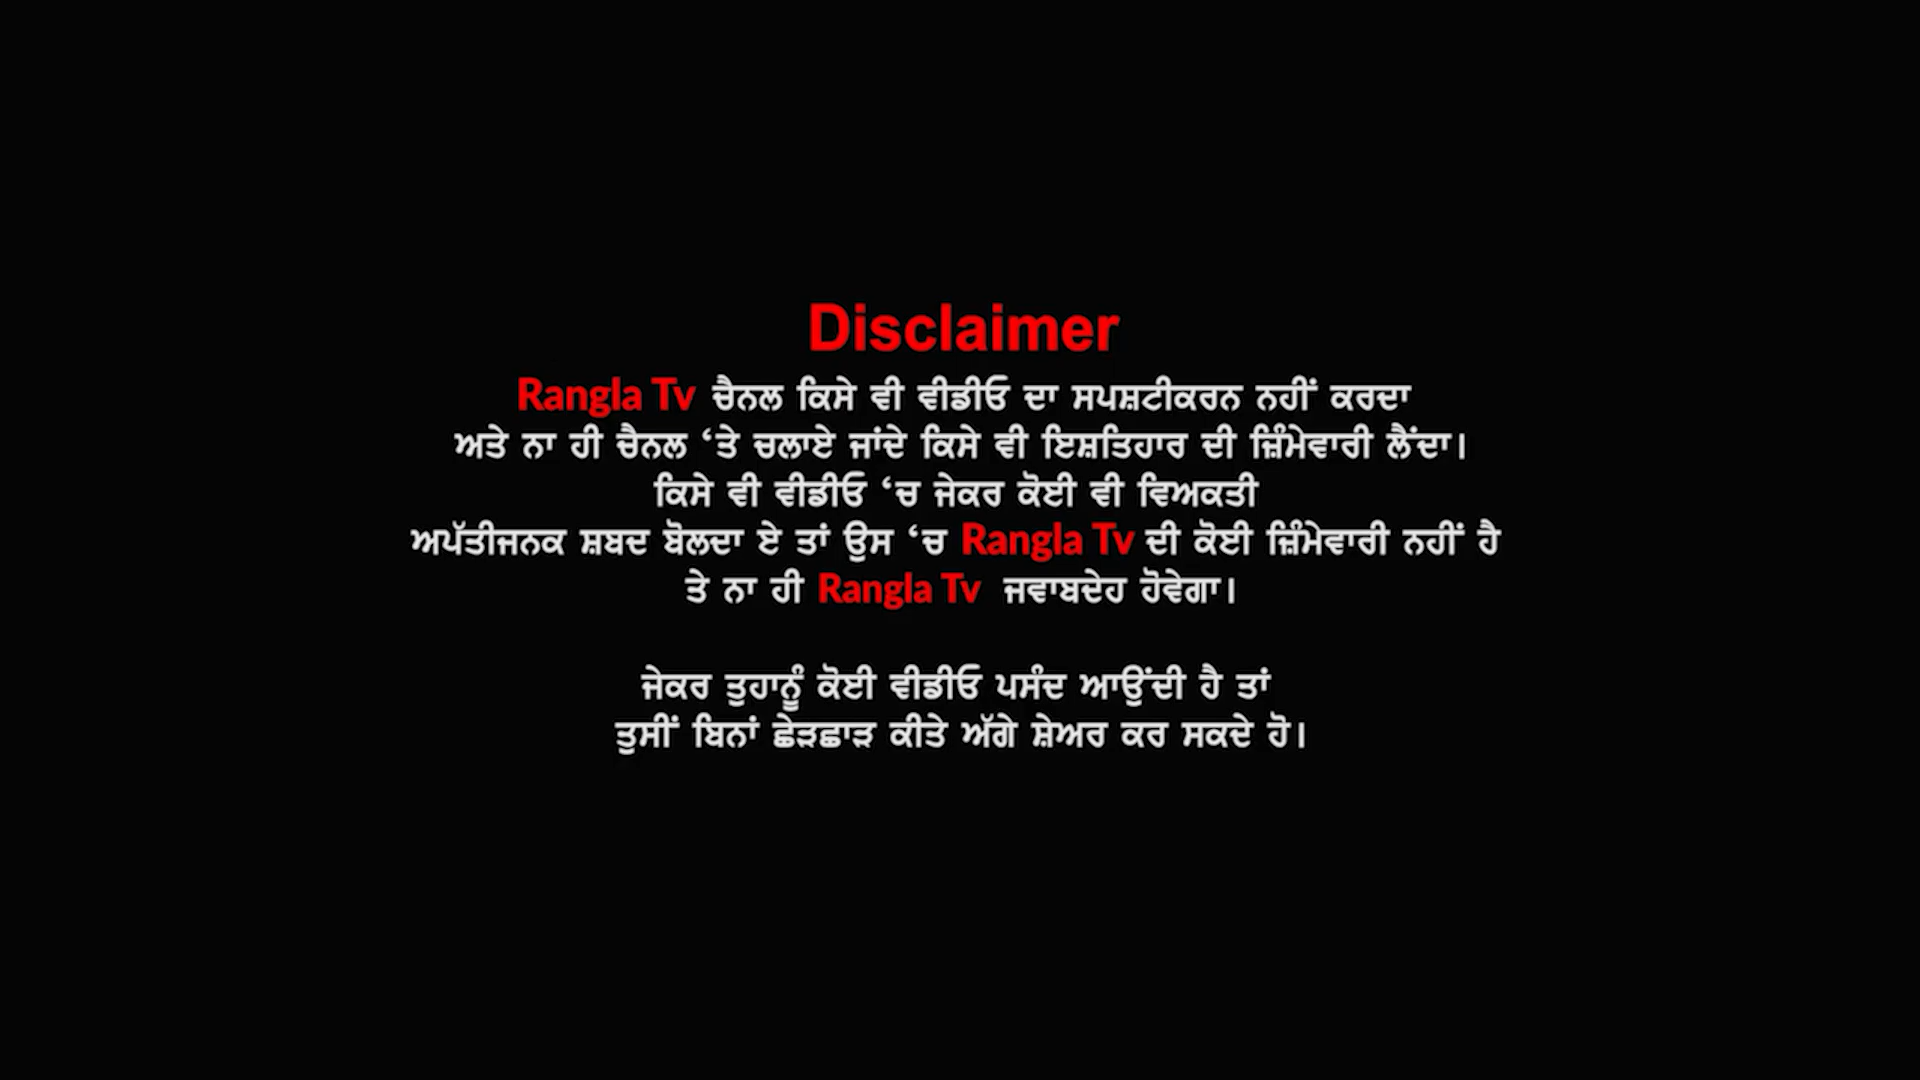 Disclaimer
Rangla Tv ਚੈਨਲ ਕਿਸੇ ਵੀ ਵੀਡੀਓ ਦਾ ਸਪਸ਼ਟੀਕਰਨ ਨਹੀਂ ਕਰਦਾ
ਅਤੇ ਨਾ ਹੀ ਚੈਨਲ ‘ਤੇ ਚਲਾਏ ਜਾਂਦੇ ਕਿਸੇ ਵੀ ਇਸ਼ਤਿਹਾਰ ਦੀ ਜ਼ਿੰਮੇਵਾਰੀ ਲੈਂਦਾ।
ਕਿਸੇ ਵੀ ਵੀਡੀਓ ‘ਚ ਜੇਕਰ ਕੋਈ ਵੀ ਵਿਅਕਤੀ
ਅਪੱਤੀਜਨਕ ਸ਼ਬਦ ਬੋਲਦਾ ਏ ਤਾਂ ਉਸ ‘ਚ Rangla Tv ਦੀ ਕੋਈ ਜ਼ਿੰਮੇਵਾਰੀ ਨਹੀਂ ਹੈ
ਤੇ ਨਾ ਹੀ Rangla Tv ਜਵਾਬਦੇਹ ਹੋਵੇਗਾ।
ਜੇਕਰ ਤੁਹਾਨੂੰ ਕੋਈ ਵੀਡੀਓ ਪਸੰਦ ਆਉਂਦੀ ਹੈ ਤਾਂ
ਤੁਸੀਂ ਬਿਨਾਂ ਛੇੜਛਾੜ ਕੀਤੇ ਅੱਗੇ ਸ਼ੇਅਰ ਕਰ ਸਕਦੇ ਹੋ।